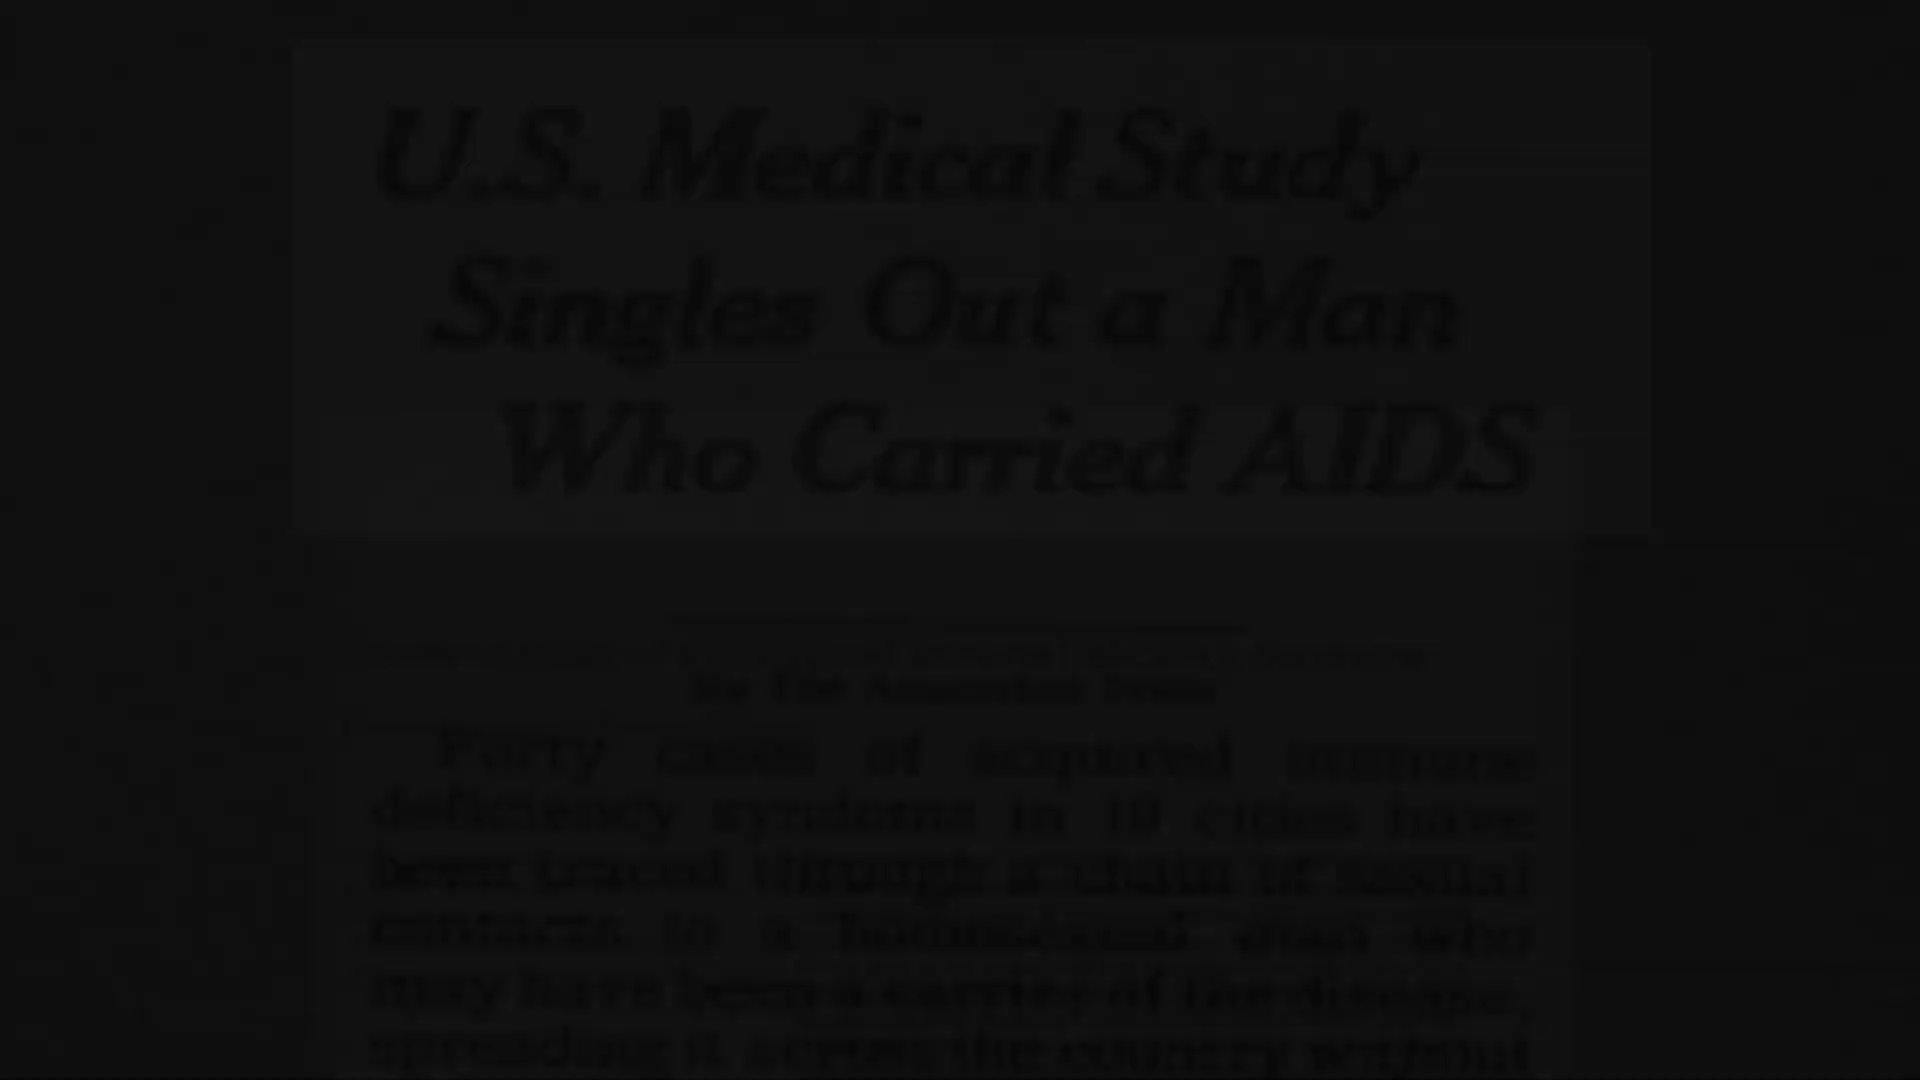 U.S. Medical Study
Singles Out a Man
Who Carried AIDS
By The Associated Press
Forty cases of acquired immune
deficiency syndrome in 10 cities have
been traced through a chain of sexual
contacts to a homosexual man who
may have been a carrier of the disease,
spreading it across the country without